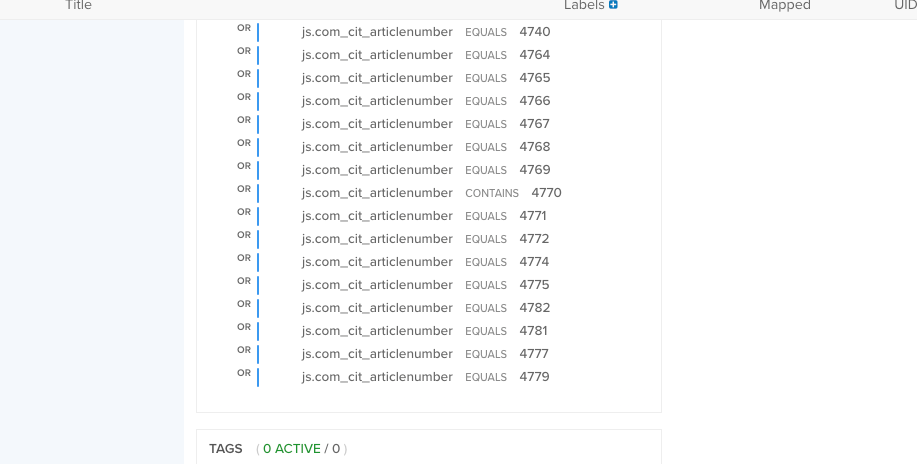 Title Labels Mapped UID
OR js.com_cit_articlenumber EQUALS 4740
OR js.com_cit_articlenumber EQUALS 4764
OR js.com_cit_articlenumber EQUALS 4765
OR js.com_cit_articlenumber EQUALS 4766
OR js.com_cit_articlenumber EQUALS 4767
OR js.com_cit_articlenumber EQUALS 4768
OR js.com_cit_articlenumber EQUALS 4769
OR js.com_cit_articlenumber CONTAINS 4770
OR js.com_cit_articlenumber EQUALS 4771
OR js.com_cit_articlenumber EQUALS 4772
OR js.com_cit_articlenumber EQUALS 4774
OR js.com_cit_articlenumber EQUALS 4775
OR js.com_cit_articlenumber EQUALS 4782
OR js.com_cit_articlenumber EQUALS 4781
OR js.com_cit_articlenumber EQUALS 4777
OR js.com_cit_articlenumber EQUALS 4779
TAGS ( 0 ACTIVE / 0 )